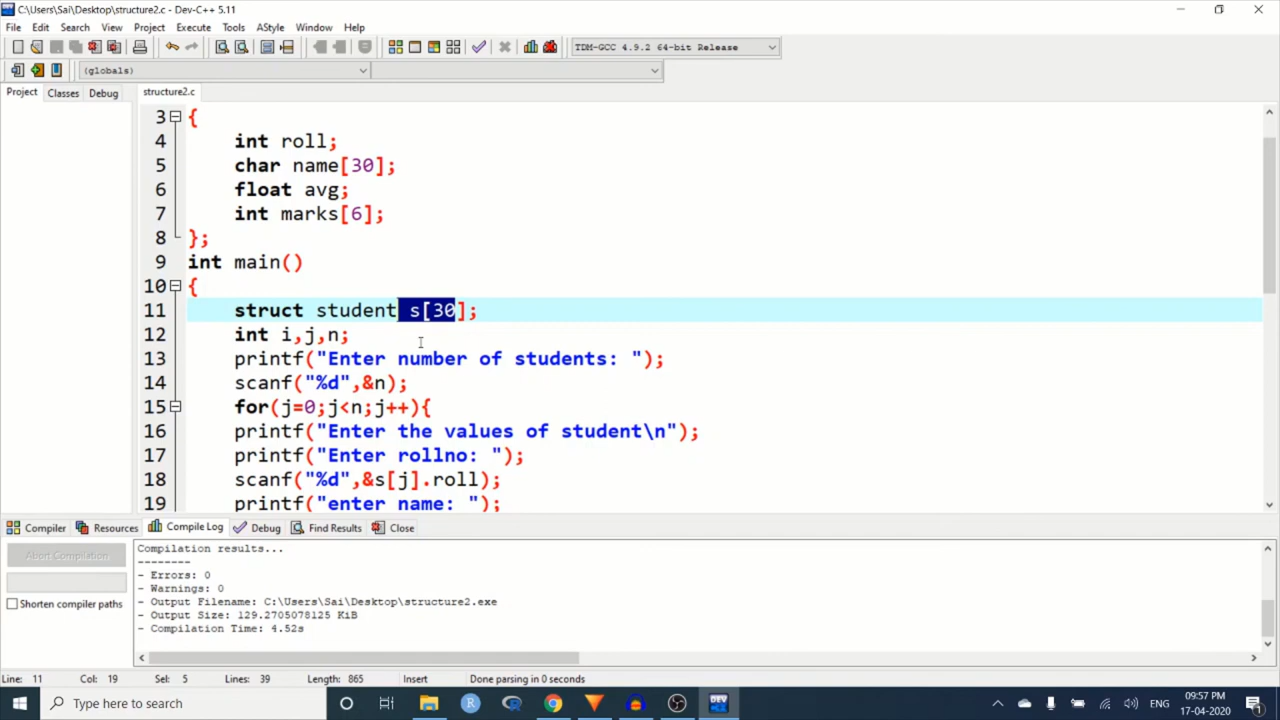 C:\Users\Sai\Desktop\structure2.c - Dev-C++ 5.11
File Edit Search View Project Execute Tools AStyle Window Help
TDM-GCC 4.9.2 64-bit Release
(globals)
Project Classes Debug structure2.c
3 {
4 int roll;
5 char name[30];
6 float avg;
7 int marks[6];
8 };
9 int main()
10 {
11 struct student s[30];
12 int i,j,n;
13 printf("Enter number of students: ");
14 scanf("%d",&n);
15 for(j=0;j<n;j++){
16 printf("Enter the values of student\n");
17 printf("Enter rollno: ");
18 scanf("%d",&s[j].roll);
19 printf("enter name: ");
Compiler Resources Compile Log Debug Find Results Close
Abort Compilation
Shorten compiler paths
Compilation results...
--------
- Errors: 0
- Warnings: 0
- Output Filename: C:\Users\Sai\Desktop\structure2.exe
- Output Size: 129.2705078125 KiB
- Compilation Time: 4.52s
Line: 11 Col: 19 Sel: 5 Lines: 39 Length: 865 Insert Done parsing in 0 seconds
Type here to search
R
DEV
ENG
09:57 PM
17-04-2020
1